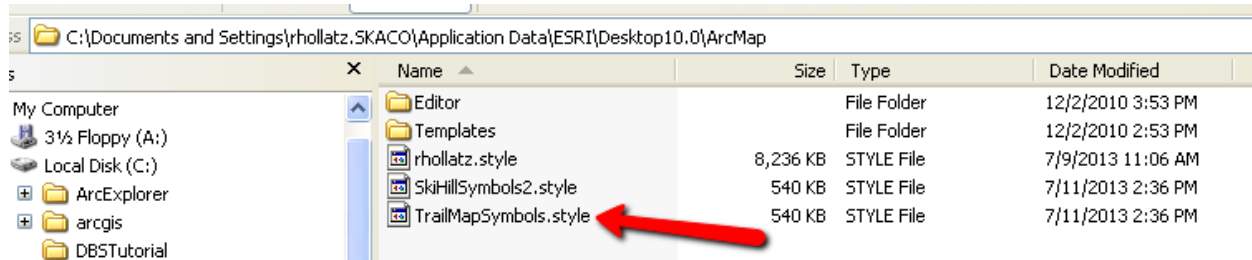 ss C:\Documents and Settings\rhollatz.SKACO\Application Data\ESRI\Desktop10.0\ArcMap
s × Name Size Type Date Modified
My Computer
3½ Floppy (A:)
Local Disk (C:)
ArcExplorer
arcgis
DBSTutorial
Editor File Folder 12/2/2010 3:53 PM
Templates File Folder 12/2/2010 2:53 PM
rhollatz.style 8,236 KB STYLE File 7/9/2013 11:06 AM
SkiHillSymbols2.style 540 KB STYLE File 7/11/2013 2:36 PM
TrailMapSymbols.style 540 KB STYLE File 7/11/2013 2:36 PM